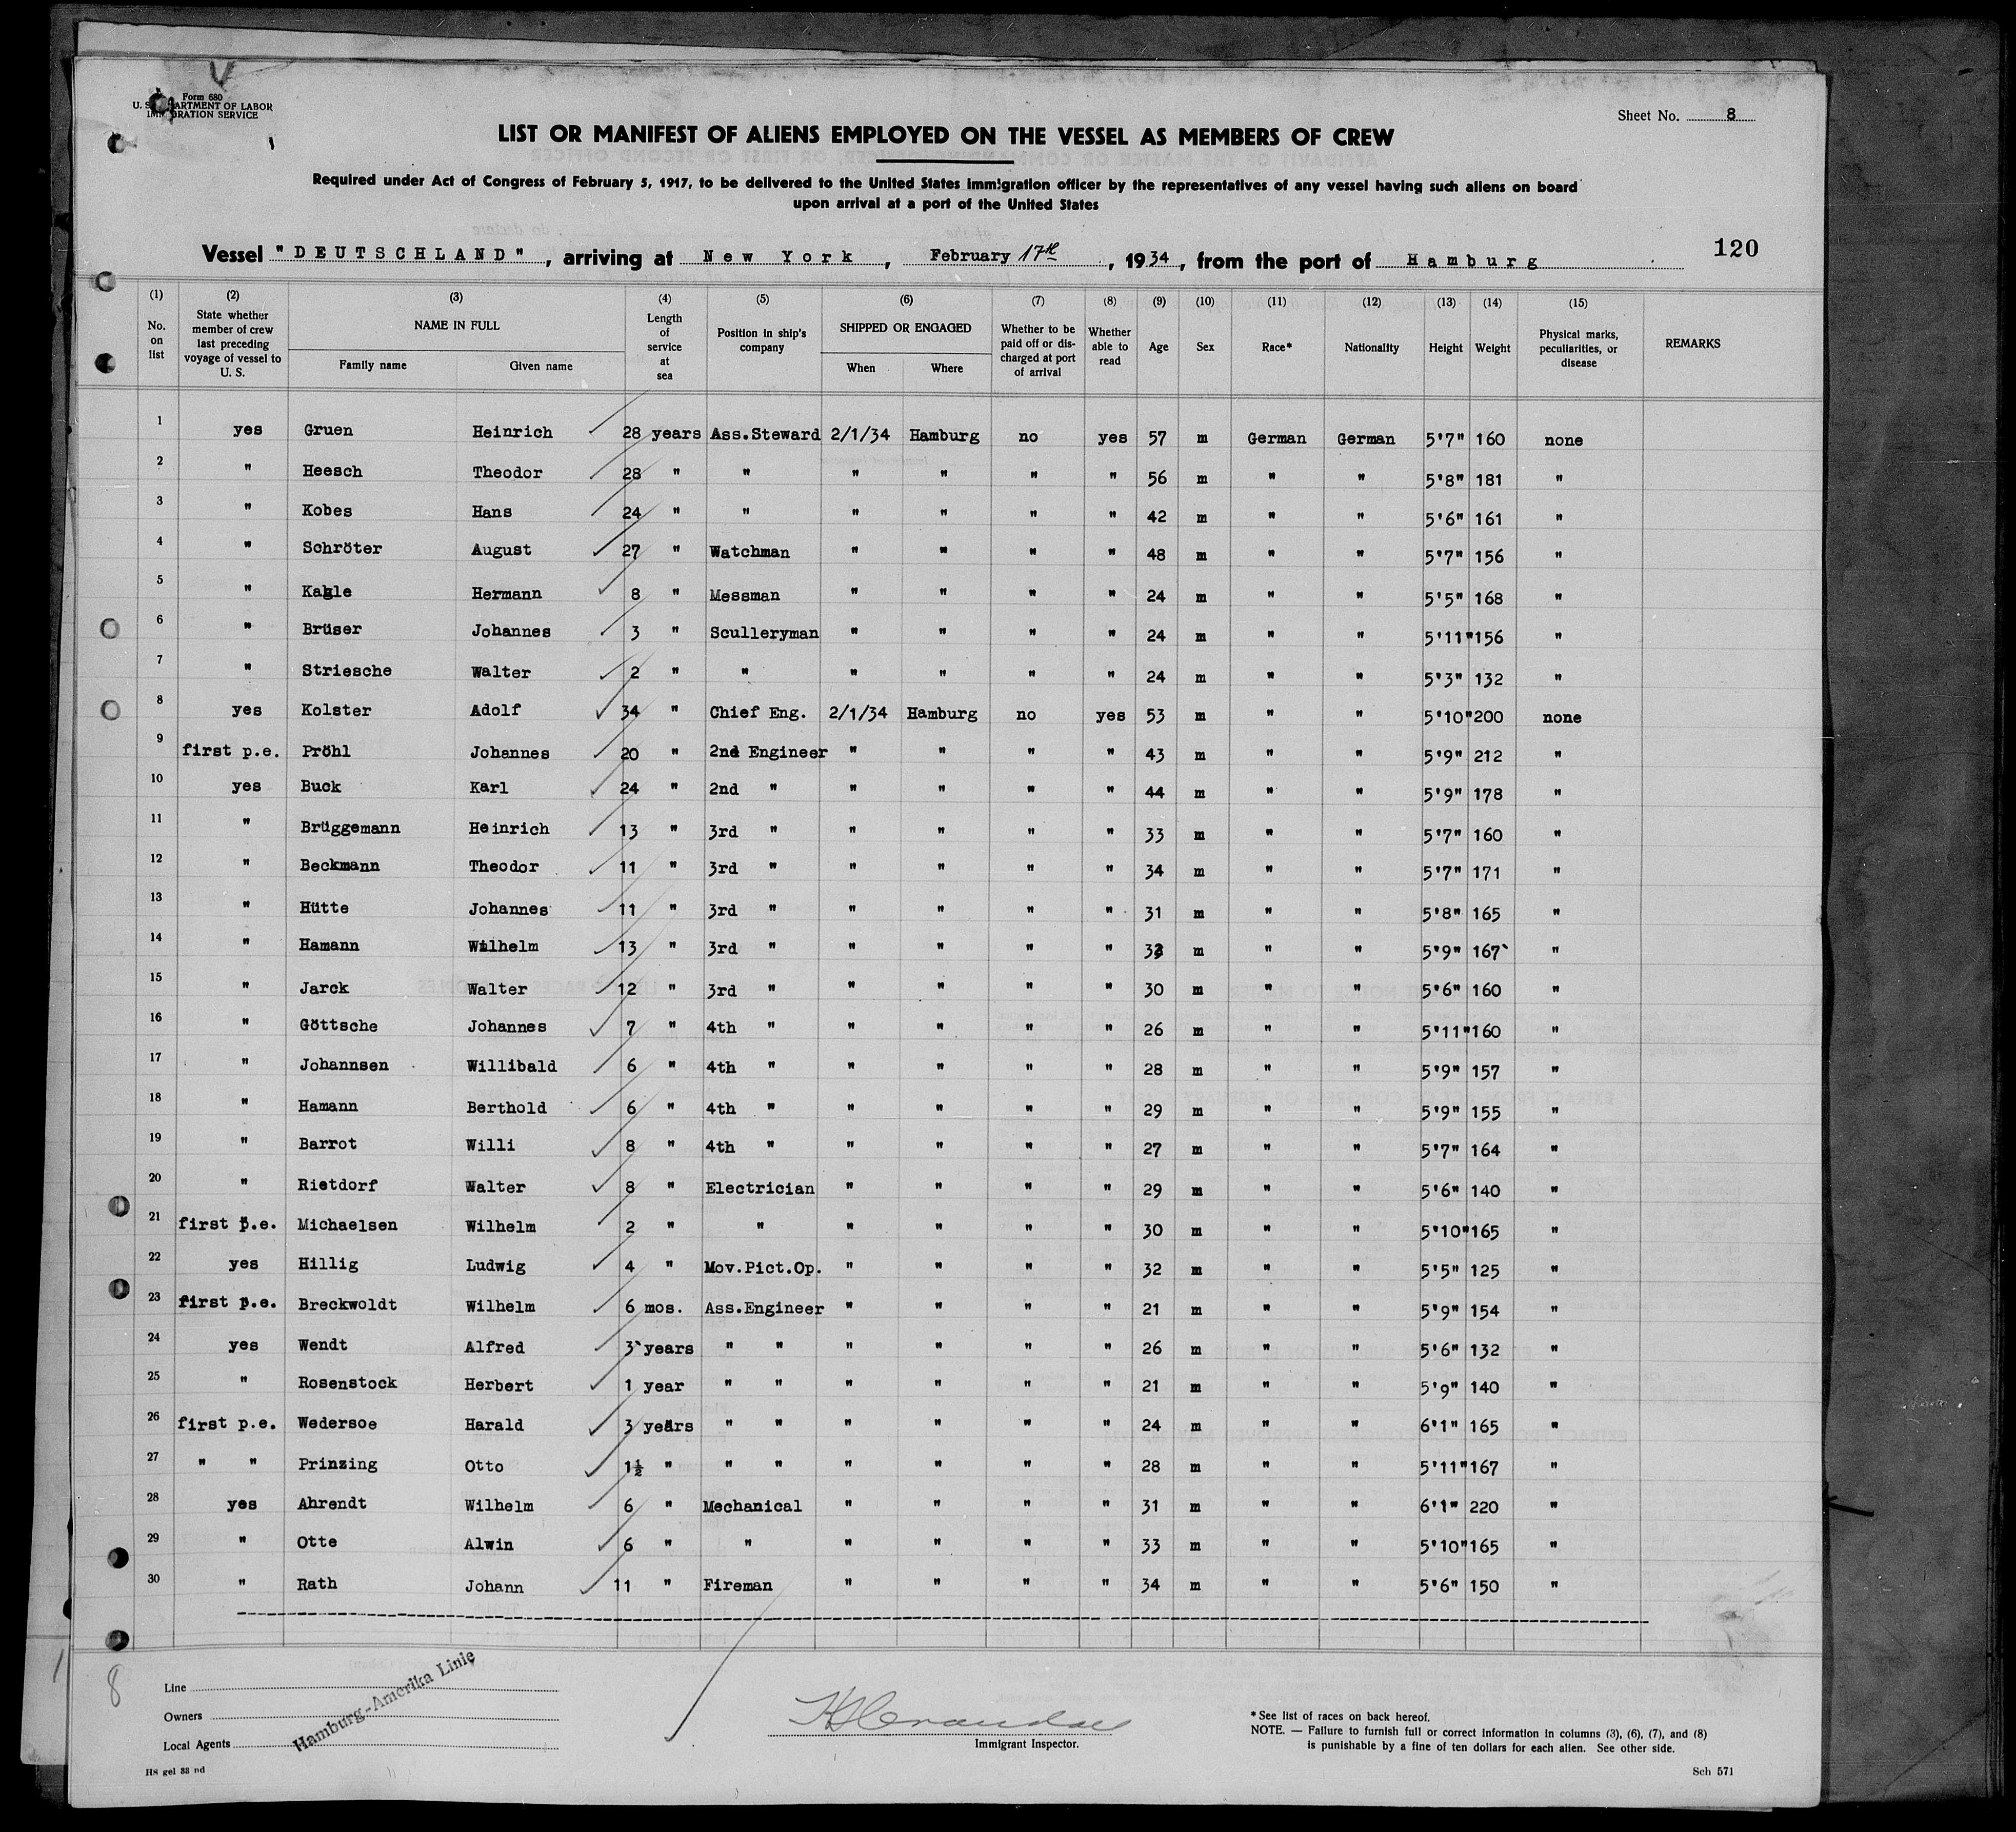 Form 680
U. S. DEPARTMENT OF LABOR
IMMIGRATION SERVICE
Sheet No. 8
LIST OR MANIFEST OF ALIENS EMPLOYED ON THE VESSEL AS MEMBERS OF CREW
Required under Act of Congress of February 5, 1917, to be delivered to the United States immigration officer by the representatives of any vessel having such aliens on board
upon arrival at a port of the United States
Vessel "DEUTSCHLAND", arriving at New York, February 17th, 1934, from the port of Hamburg 120
(1) (2) (3) (4) (5) (6) (7) (8) (9) (10) (11) (12) (13) (14) (15)
No. on list | State whether member of crew last preceding voyage of vessel to U. S. | NAME IN FULL Family name Given name | Length of service at sea | Position in ship's company | SHIPPED OR ENGAGED When Where | Whether to be paid off or discharged at port of arrival | Whether able to read | Age | Sex | Race* | Nationality | Height | Weight | Physical marks, peculiarities, or disease | REMARKS
1 yes Gruen Heinrich 28 years Ass.Steward 2/1/34 Hamburg no yes 57 m German German 5'7" 160 none
2 " Heesch Theodor 28 " " " " " " 56 m " " 5'8" 181 "
3 " Kobes Hans 24 " " " " " " 42 m " " 5'6" 161 "
4 " Schröter August 27 " Watchman " " " " 48 m " " 5'7" 156 "
5 " Kahle Hermann 8 " Messman " " " " 24 m " " 5'5" 168 "
6 " Brüser Johannes 3 " Sculleryman " " " " 24 m " " 5'11" 156 "
7 " Striesche Walter 2 " " " " " " 24 m " " 5'3" 132 "
8 yes Kolster Adolf 34 " Chief Eng. 2/1/34 Hamburg no yes 53 m " " 5'10" 200 none
9 first p.e. Pröhl Johannes 20 " 2nd Engineer " " " " 43 m " " 5'9" 212 "
10 yes Buck Karl 24 " 2nd " " " " " 44 m " " 5'9" 178 "
11 " Brüggemann Heinrich 13 " 3rd " " " " " 33 m " " 5'7" 160 "
12 " Beckmann Theodor 11 " 3rd " " " " " 34 m " " 5'7" 171 "
13 " Hütte Johannes 11 " 3rd " " " " " 31 m " " 5'8" 165 "
14 " Hamann Wilhelm 13 " 3rd " " " " " m " " 5'9" 167 "
15 " Jarck Walter 12 " 3rd " " " " " 30 m " " 5'6" 160 "
16 " Göttsche Johannes 7 " 4th " " " " " 26 m " " 5'11" 160 "
17 " Johannsen Willibald 6 " 4th " " " " " 28 m " " 5'9" 157 "
18 " Hamann Berthold 6 " 4th " " " " " 29 m " " 5'9" 155 "
19 " Barrot Willi 8 " 4th " " " " " 27 m " " 5'7" 164 "
20 " Rietdorf Walter 8 " Electrician " " " " 29 m " " 5'6" 140 "
21 first p.e. Michaelsen Wilhelm 2 " " " " " " 30 m " " 5'10" 165 "
22 yes Hillig Ludwig 4 " Mov.Pict.Op. " " " " 32 m " " 5'5" 125 "
23 first p.e. Breckwoldt Wilhelm 6 mos. Ass.Engineer " " " " 21 m " " 5'9" 154 "
24 yes Wendt Alfred 3 years " " " " " " 26 m " " 5'6" 132 "
25 " Rosenstock Herbert 1 year " " " " " " 21 m " " 5'9" 140 "
26 first p.e. Wedersoe Harald 3 years " " " " " " 24 m " " 6'1" 165 "
27 " " Prinzing Otto 1½ " " " " " " " 28 m " " 5'11" 167 "
28 yes Ahrendt Wilhelm 6 " Mechanical " " " " 31 m " " 6'1" 220 "
29 " Otte Alwin 6 " " " " " " 33 m " " 5'10" 165 "
30 " Rath Johann 11 " Fireman " " " " 34 m " " 5'6" 150 "
8
Line
Owners
Local Agents
Hamburg-Amerika Linie
Immigrant Inspector.
*See list of races on back hereof.
NOTE. — Failure to furnish full or correct information in columns (3), (6), (7), and (8)
is punishable by a fine of ten dollars for each alien. See other side.
HS gel 33 nd
Sch 571